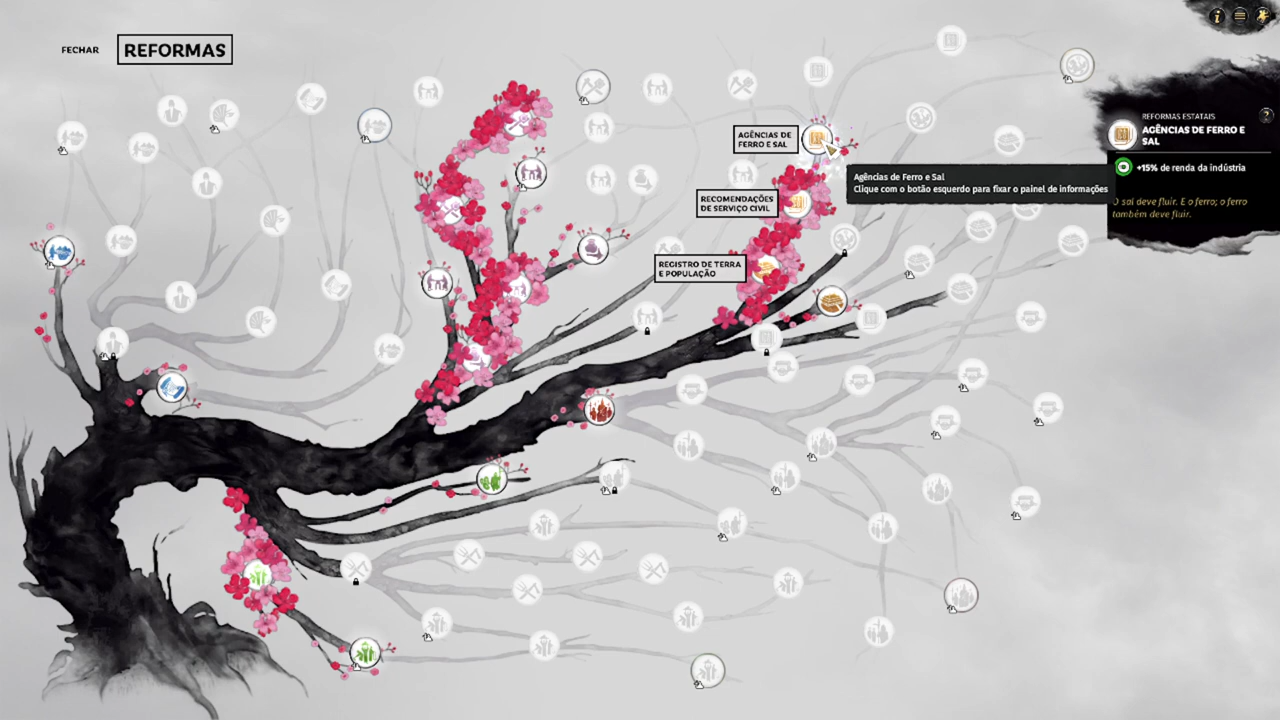 FECHAR
REFORMAS
AGÊNCIAS DE
FERRO E SAL
RECOMENDAÇÕES
DE SERVIÇO CIVIL
REGISTRO DE TERRA
E POPULAÇÃO
Agências de Ferro e Sal
Clique com o botão esquerdo para fixar o painel de informações
REFORMAS ESTATAIS
AGÊNCIAS DE FERRO E
SAL
?
+15% de renda da indústria
O sal deve fluir. E o ferro; o ferro
também deve fluir.